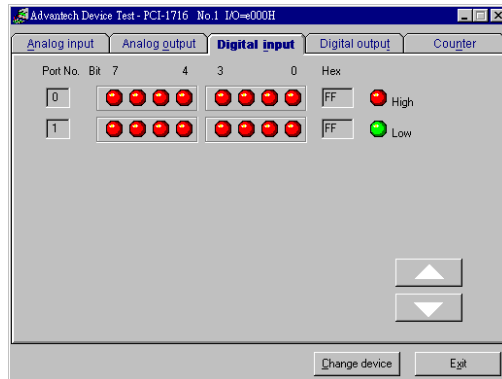 Advantech Device Test - PCI-1716 No.1 I/O=e000H
Analog input Analog output Digital input Digital output Counter
Port No. Bit 7 4 3 0 Hex
0 FF High
1 FF Low
Change device Exit